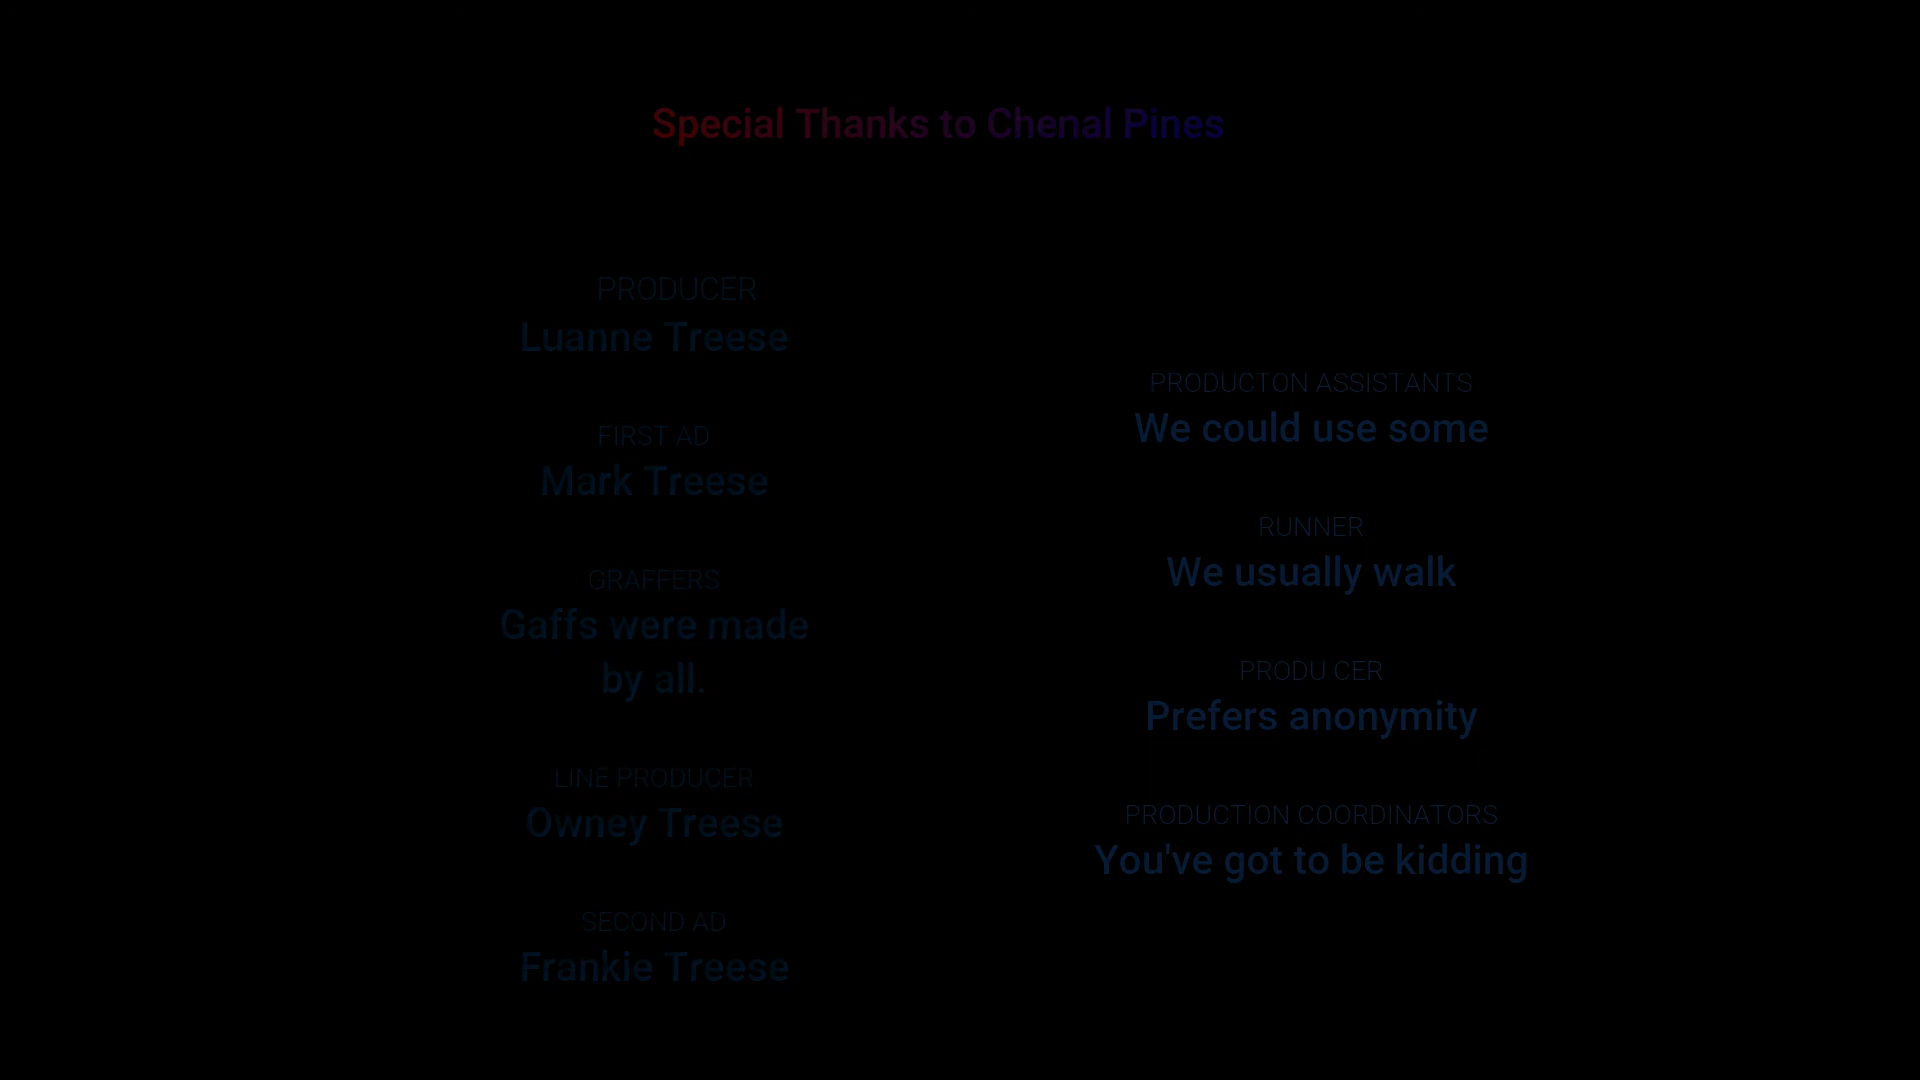 Special Thanks to Chenal Pines
PRODUCER
Luanne Treese
FIRST AD
Mark Treese
GRAFFERS
Gaffs were made
by all.
LINE PRODUCER
Owney Treese
SECOND AD
Frankie Treese
PRODUCTON ASSISTANTS
We could use some
RUNNER
We usually walk
PRODU CER
Prefers anonymity
PRODUCTION COORDINATORS
You've got to be kidding